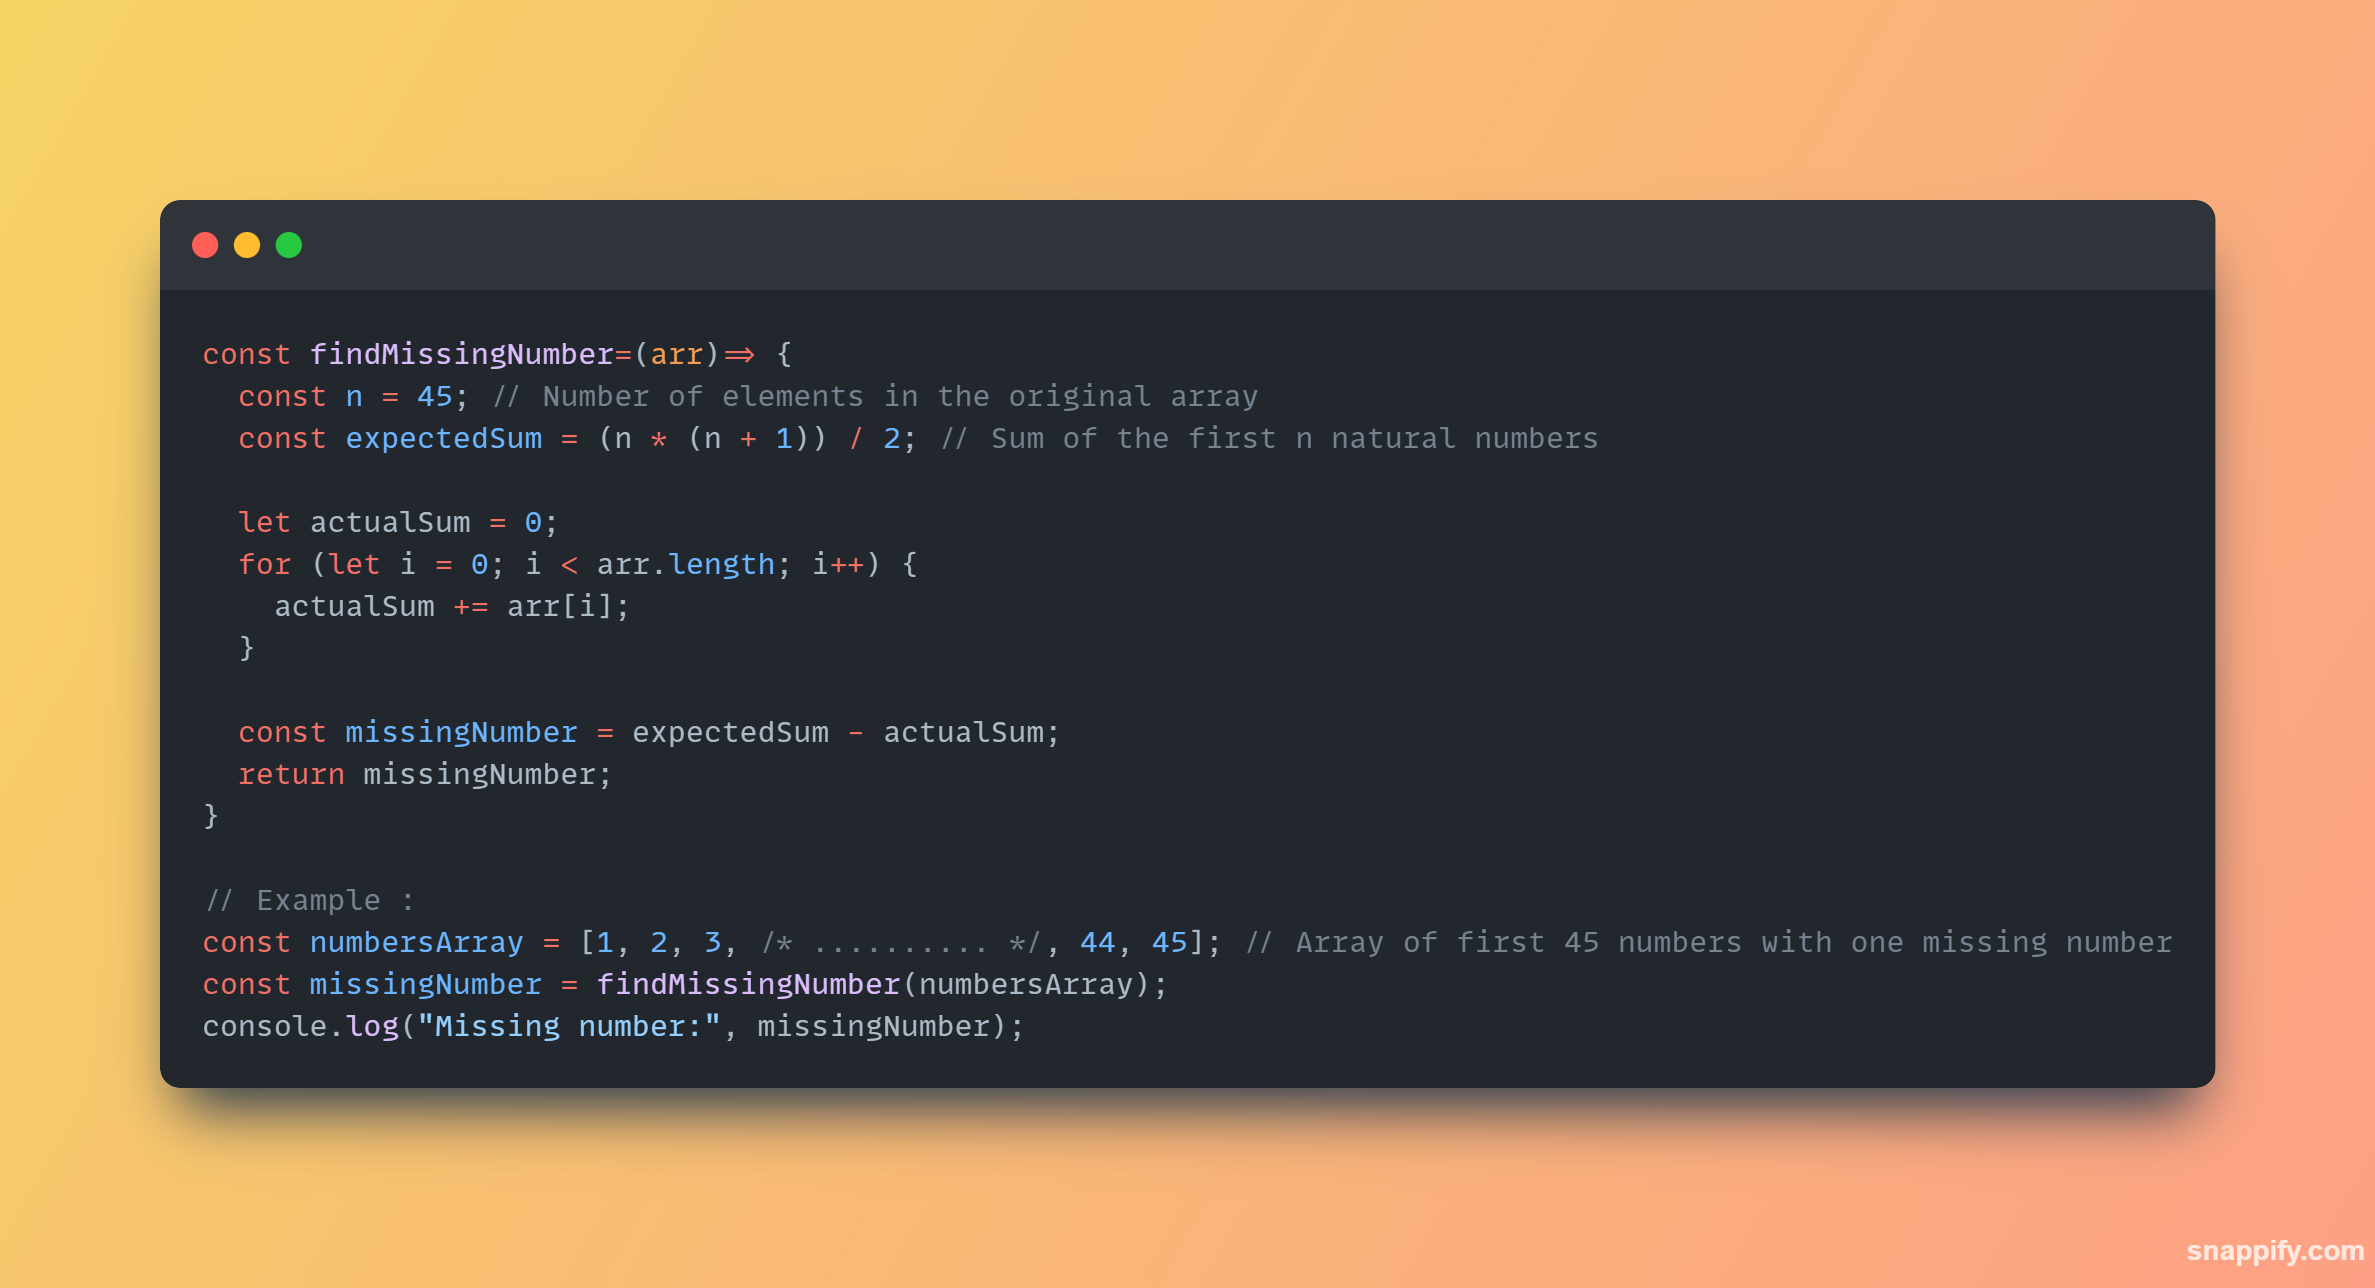 const findMissingNumber=(arr)=> {
  const n = 45; // Number of elements in the original array
  const expectedSum = (n * (n + 1)) / 2; // Sum of the first n natural numbers

  let actualSum = 0;
  for (let i = 0; i < arr.length; i++) {
    actualSum += arr[i];
  }

  const missingNumber = expectedSum - actualSum;
  return missingNumber;
}

// Example :
const numbersArray = [1, 2, 3, /* .......... */, 44, 45]; // Array of first 45 numbers with one missing number
const missingNumber = findMissingNumber(numbersArray);
console.log("Missing number:", missingNumber);
snappify.com